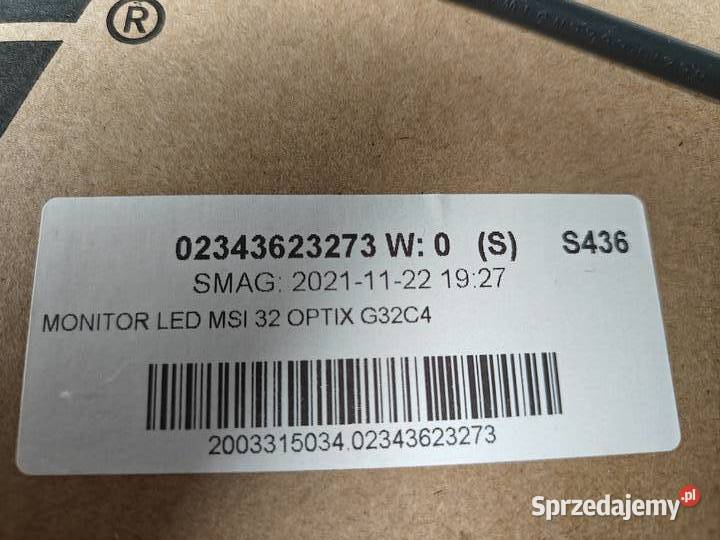 ®
02343623273 W: 0 (S) S436
SMAG: 2021-11-22 19:27
MONITOR LED MSI 32 OPTIX G32C4
2003315034.02343623273
Sprzedajemy.pl